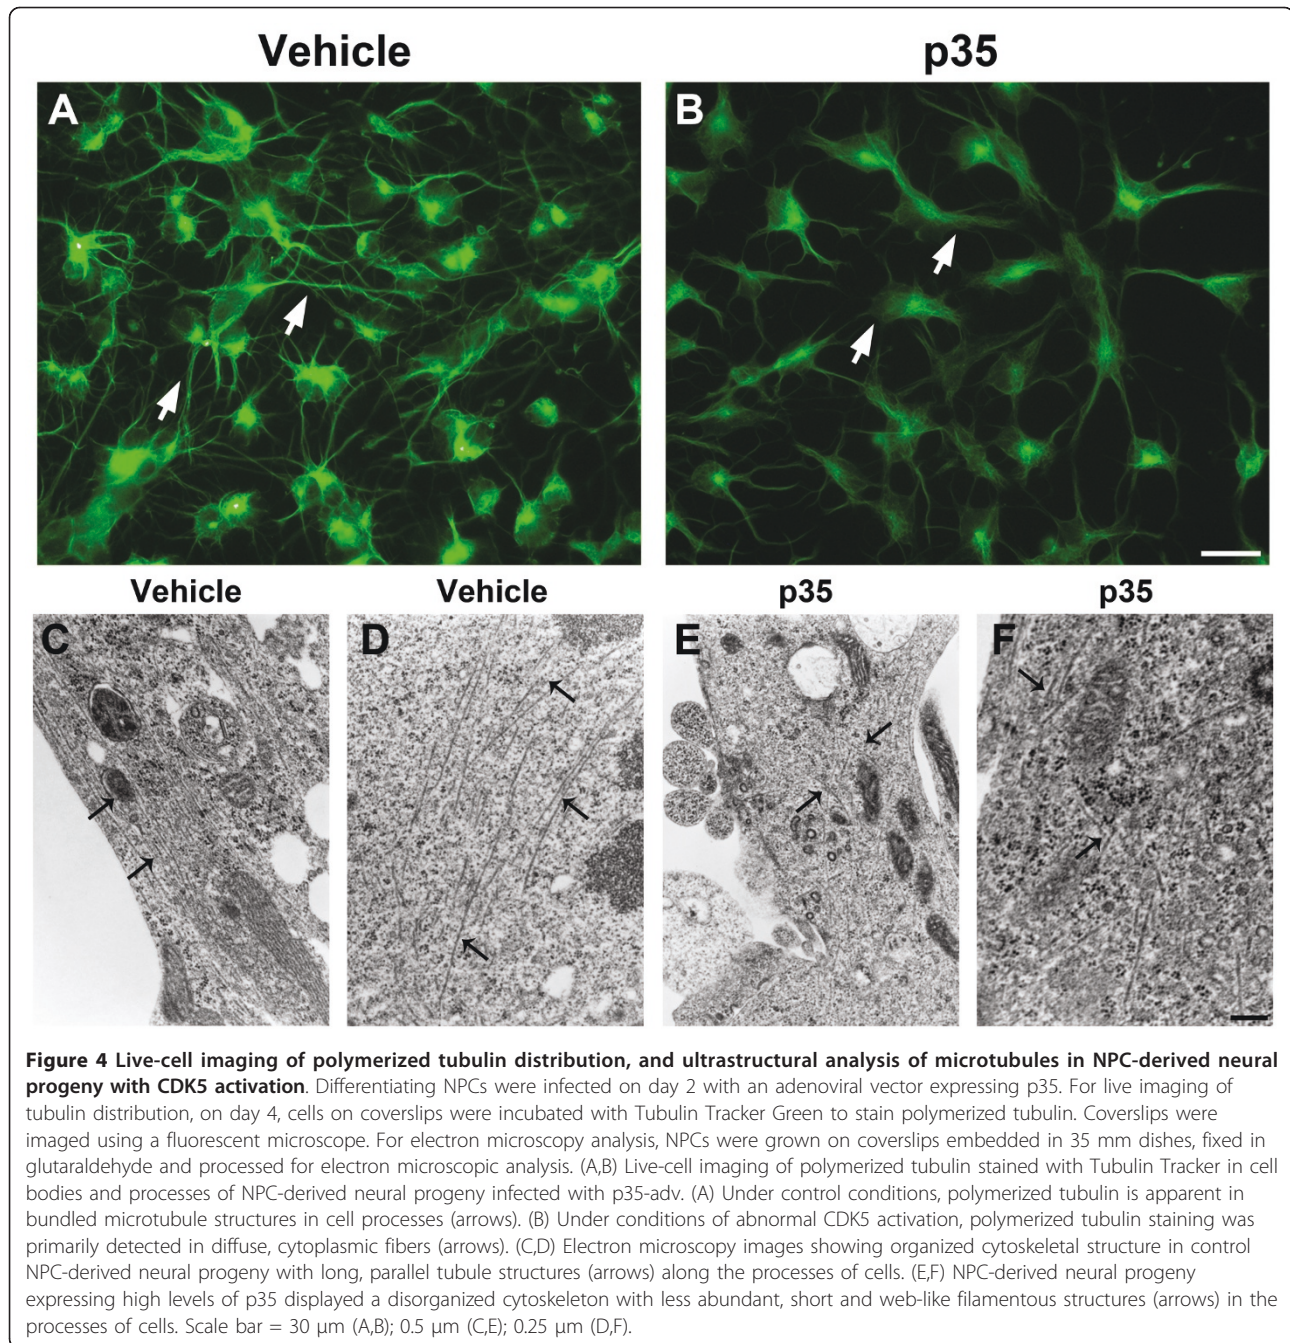 Vehicle
p35
A
B
Vehicle
Vehicle
p35
p35
C
D
E
F
Figure 4 Live-cell imaging of polymerized tubulin distribution, and ultrastructural analysis of microtubules in NPC-derived neural
progeny with CDK5 activation. Differentiating NPCs were infected on day 2 with an adenoviral vector expressing p35. For live imaging of
tubulin distribution, on day 4, cells on coverslips were incubated with Tubulin Tracker Green to stain polymerized tubulin. Coverslips were
imaged using a fluorescent microscope. For electron microscopy analysis, NPCs were grown on coverslips embedded in 35 mm dishes, fixed in
glutaraldehyde and processed for electron microscopic analysis. (A,B) Live-cell imaging of polymerized tubulin stained with Tubulin Tracker in cell
bodies and processes of NPC-derived neural progeny infected with p35-adv. (A) Under control conditions, polymerized tubulin is apparent in
bundled microtubule structures in cell processes (arrows). (B) Under conditions of abnormal CDK5 activation, polymerized tubulin staining was
primarily detected in diffuse, cytoplasmic fibers (arrows). (C,D) Electron microscopy images showing organized cytoskeletal structure in control
NPC-derived neural progeny with long, parallel tubule structures (arrows) along the processes of cells. (E,F) NPC-derived neural progeny
expressing high levels of p35 displayed a disorganized cytoskeleton with less abundant, short and web-like filamentous structures (arrows) in the
processes of cells. Scale bar = 30 μm (A,B); 0.5 μm (C,E); 0.25 μm (D,F).